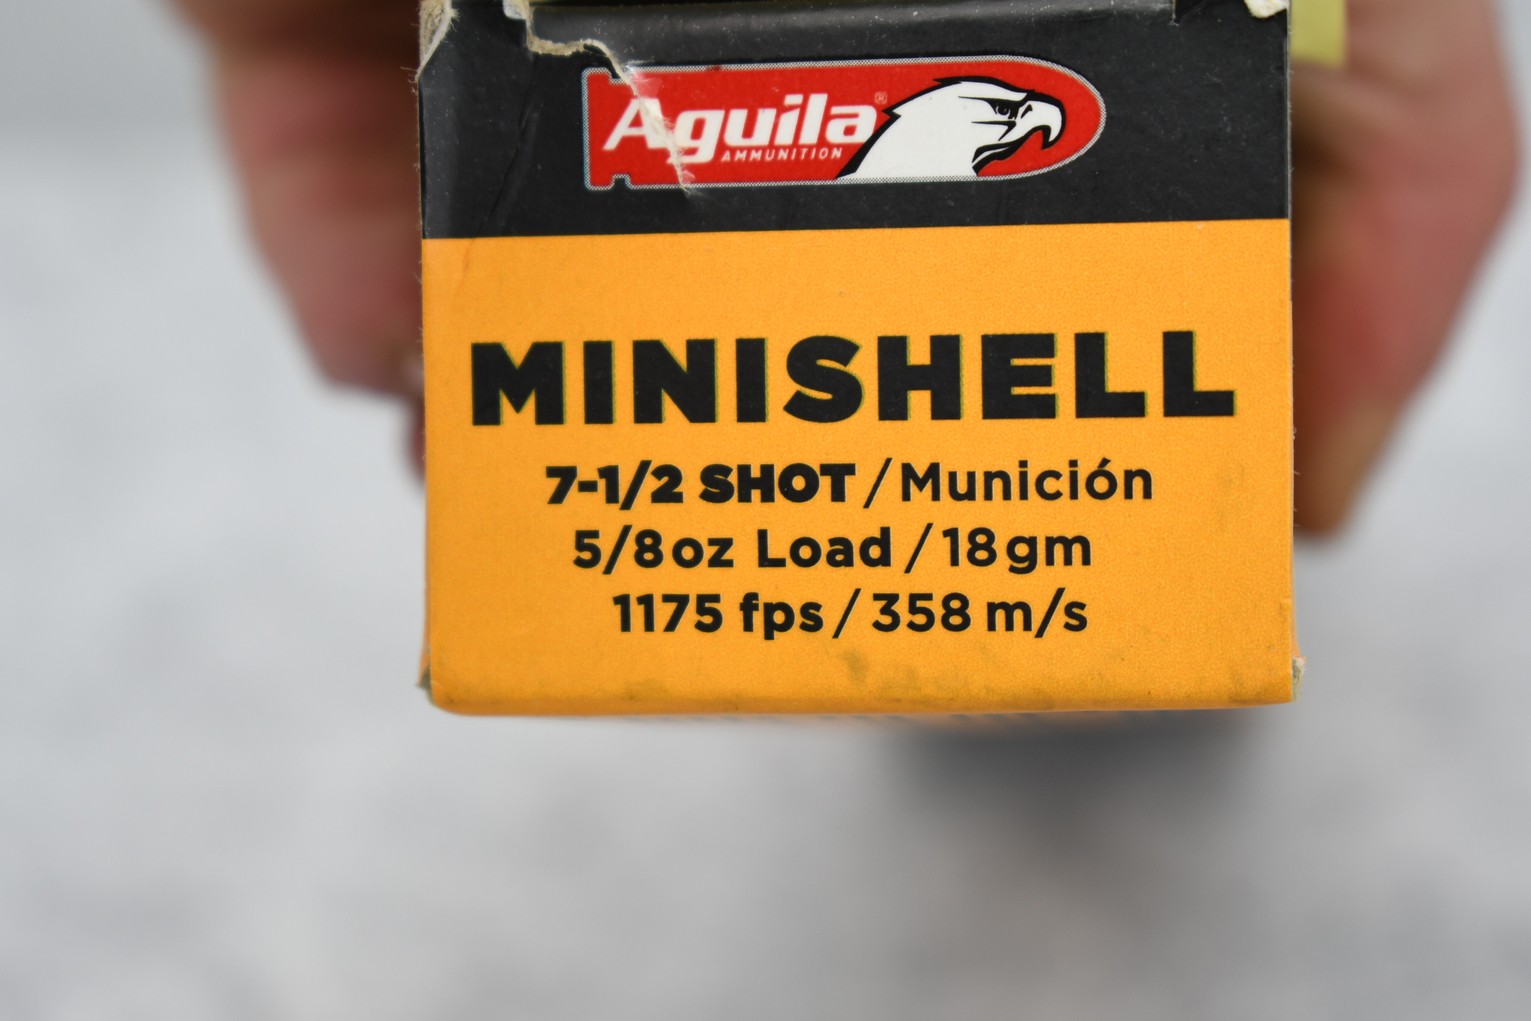 Aguila®
AMMUNITION
MINISHELL
7-1/2 SHOT / Munición
5/8oz Load / 18gm
1175 fps / 358 m/s